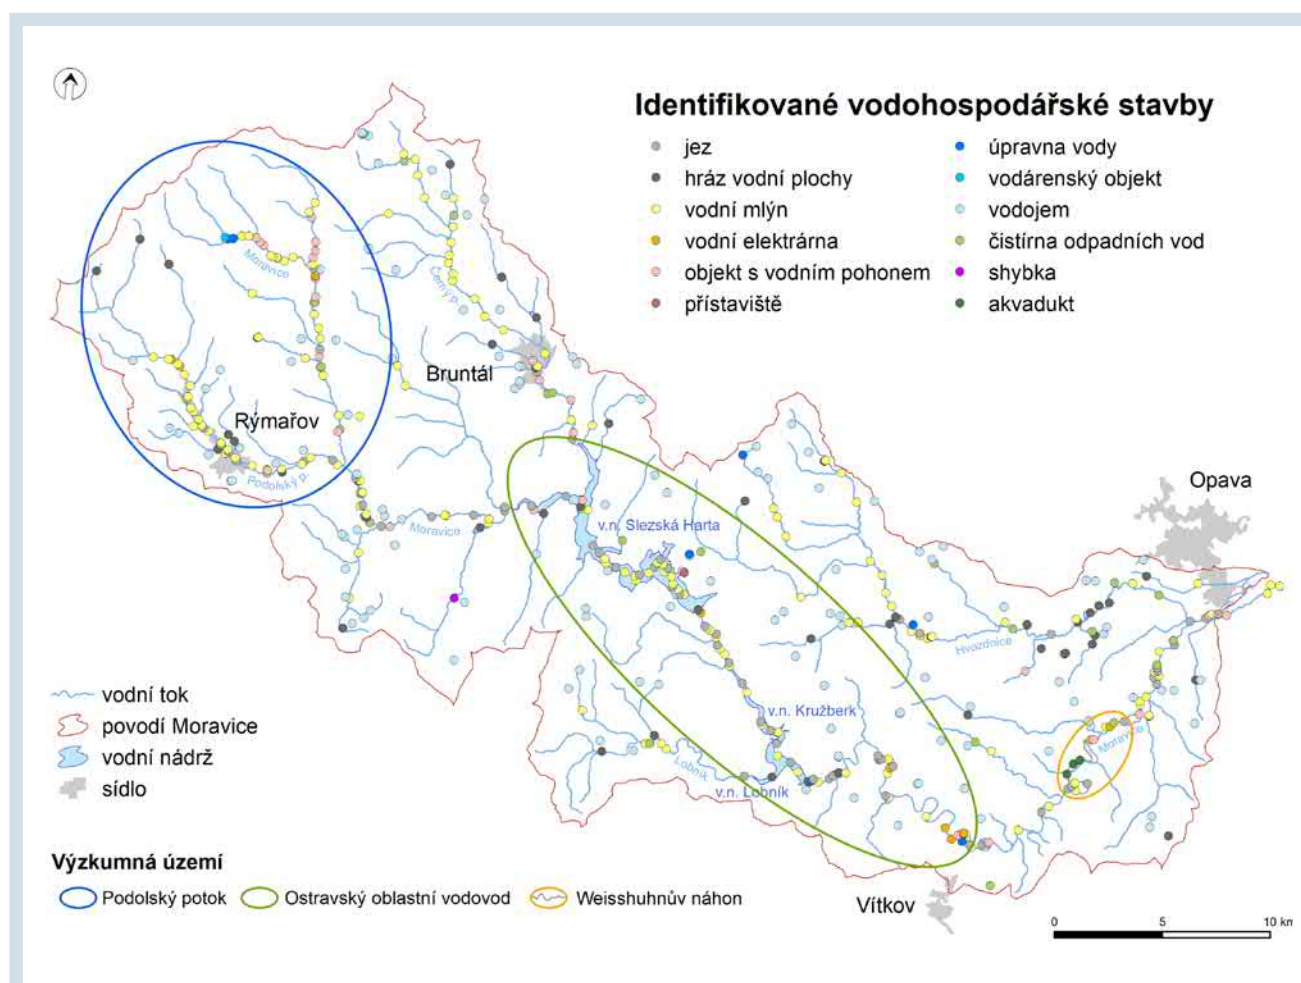 Identifikované vodohospodářské stavby
jez
hráz vodní plochy
vodní mlýn
vodní elektrárna
objekt s vodním pohonem
přístaviště
úpravna vody
vodárenský objekt
vodojem
čistírna odpadních vod
shybka
akvadukt
Moravice
Černý p.
Bruntál
Rýmařov
Podolský p.
Moravice
v.n. Slezská Harta
Opava
Hvozdnice
v.n. Kružberk
Moravice
Lobník
v.n. Lobník
Vítkov
vodní tok
povodí Moravice
vodní nádrž
sídlo
Výzkumná území
Podolský potok
Ostravský oblastní vodovod
Weisshuhnův náhon
0 5 10 km